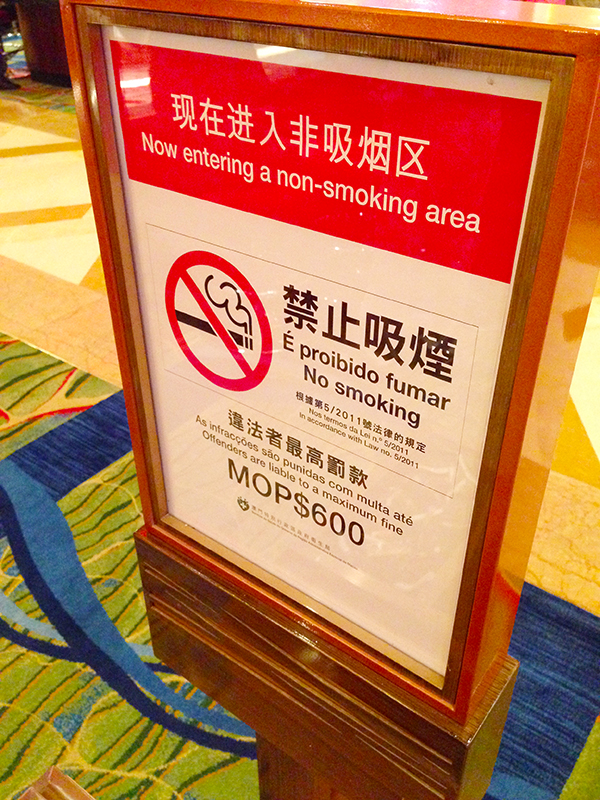 现在进入非吸烟区
Now entering a non-smoking area
禁止吸煙
É proibido fumar
No smoking
根據第5/2011號法律的規定
Nos termos da Lei n.º 5/2011
In accordance with Law no. 5/2011
違法者最高罰款
As infracções são punidas com multa até
Offenders are liable to a maximum fine
MOP$600